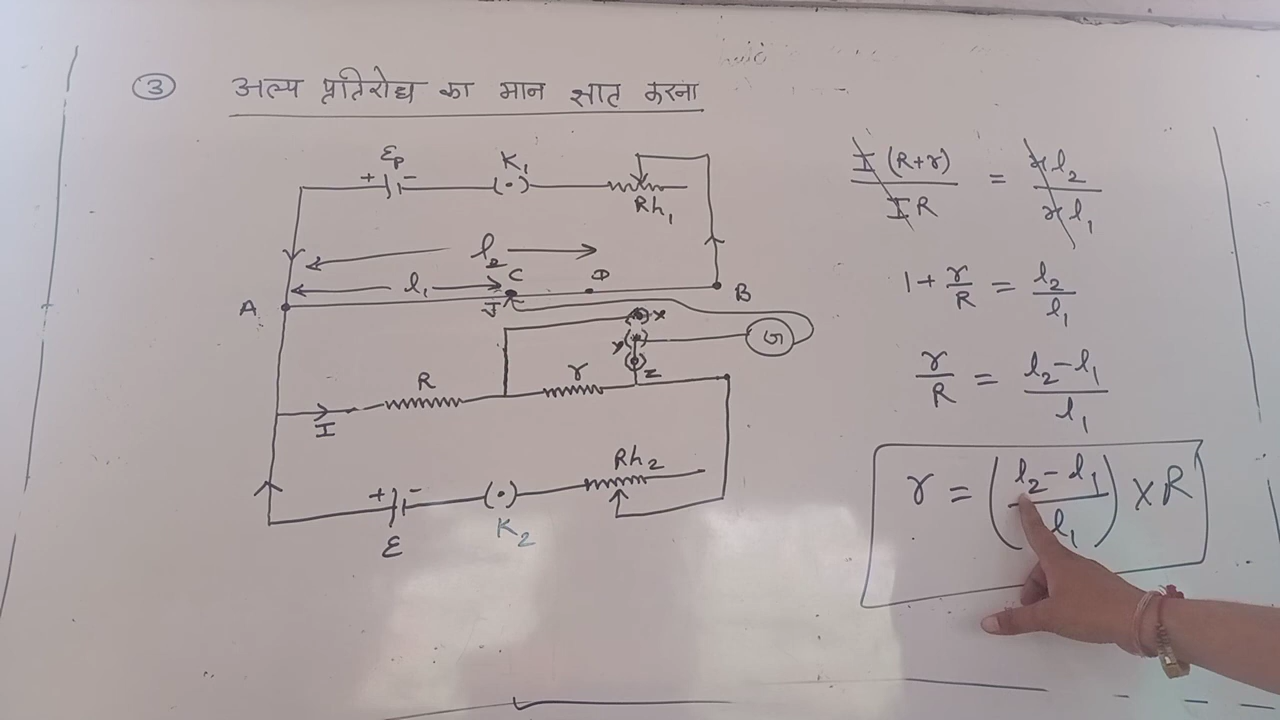 ③ अल्प प्रतिरोध का मान ज्ञात करना
+ Ep - K₁
Rh₁
l₂
l₁ C D
A J B
X
Y G
Z
R r
I
Rh₂
+ -
ε K₂
I (R+r) / I R = x l₂ / x l₁
1 + r/R = l₂/l₁
r/R = l₂ - l₁ / l₁
r = (l₂ - l₁ / l₁) × R